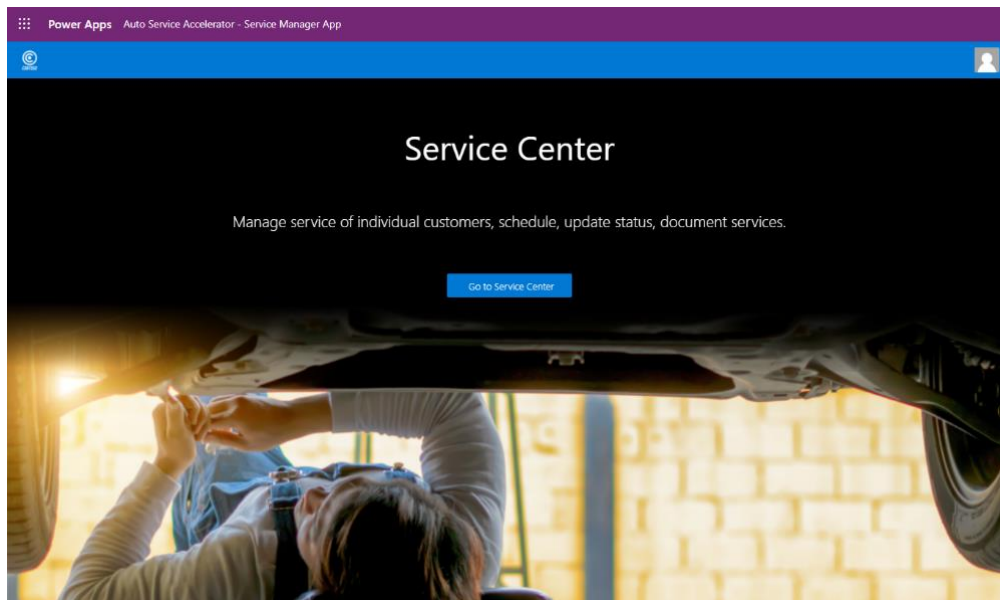 Power Apps Auto Service Accelerator - Service Manager App
Service Center
Manage service of individual customers, schedule, update status, document services.
Go to Service Center